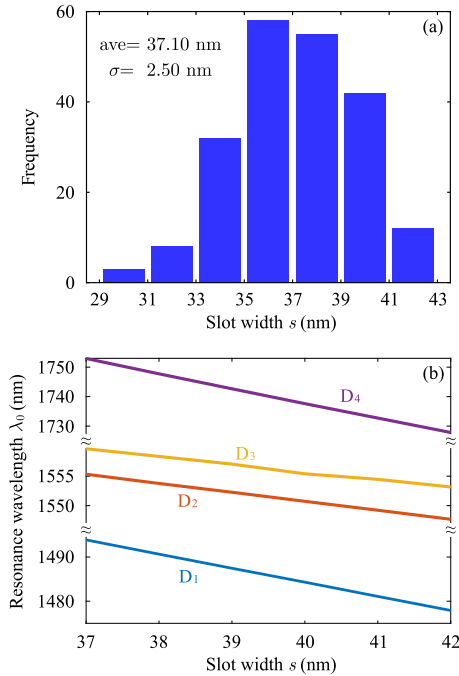 (a)
ave= 37.10 nm
σ= 2.50 nm
Frequency
60
40
20
0
29 31 33 35 37 39 41 43
Slot width s (nm)
(b)
Resonance wavelength λ0 (nm)
1750
1740
1730
1555
1550
1490
1480
D4
D3
D2
D1
37 38 39 40 41 42
Slot width s (nm)